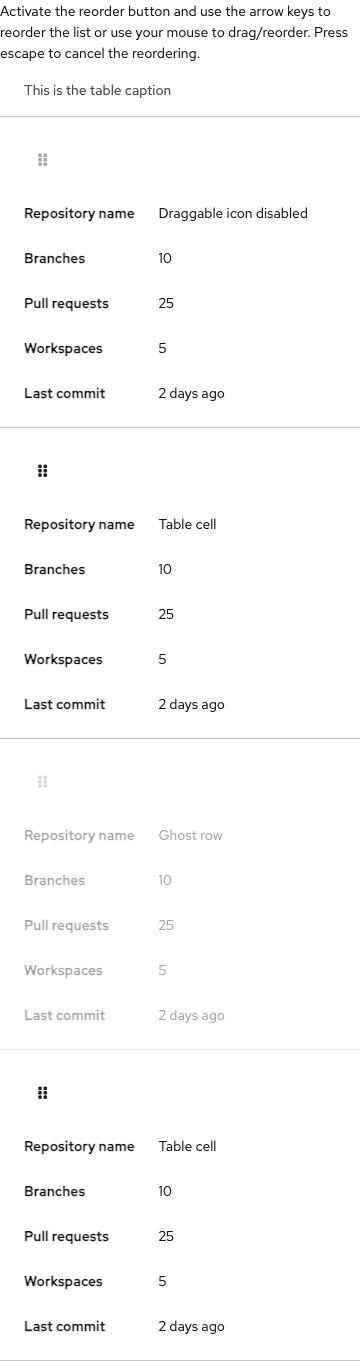 Activate the reorder button and use the arrow keys to
reorder the list or use your mouse to drag/reorder. Press
escape to cancel the reordering.
This is the table caption
Repository name Draggable icon disabled
Branches 10
Pull requests 25
Workspaces 5
Last commit 2 days ago
Repository name Table cell
Branches 10
Pull requests 25
Workspaces 5
Last commit 2 days ago
Repository name Ghost row
Branches 10
Pull requests 25
Workspaces 5
Last commit 2 days ago
Repository name Table cell
Branches 10
Pull requests 25
Workspaces 5
Last commit 2 days ago